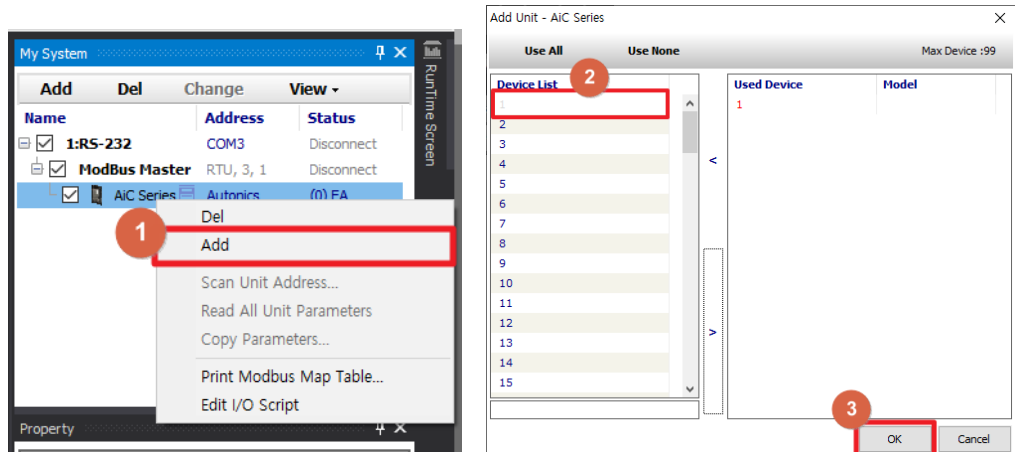 My System
Add Del Change View
Name Address Status
1:RS-232 COM3 Disconnect
ModBus Master RTU, 3, 1 Disconnect
AiC Series Autonics (0) EA
1
Del
Add
Scan Unit Address...
Read All Unit Parameters
Copy Parameters...
Print Modbus Map Table...
Edit I/O Script
Property
RunTime Screen
Add Unit - AiC Series
Use All Use None Max Device :99
Device List 2
1
2
3
4
5
6
7
8
9
10
11
12
13
14
15
<
>
Used Device Model
1
3
OK Cancel